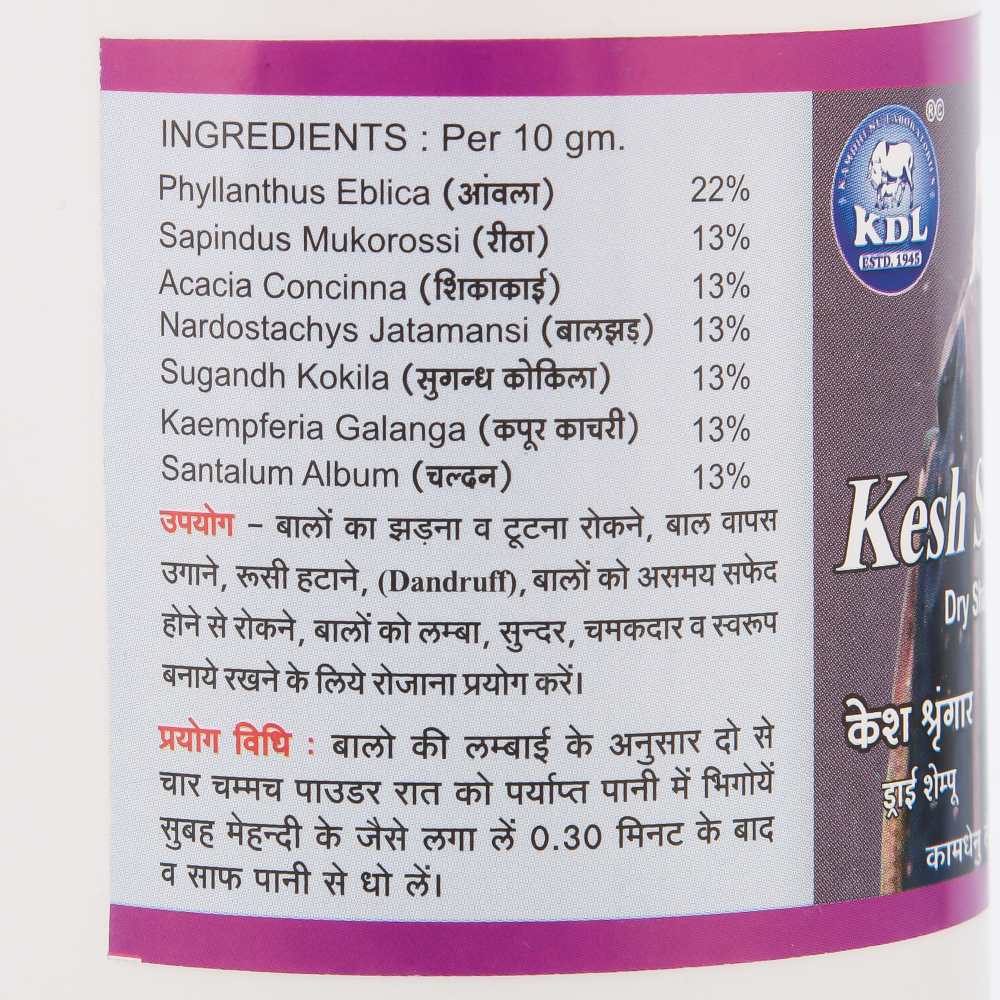 INGREDIENTS : Per 10 gm.
Phyllanthus Eblica (आंवला) 22%
Sapindus Mukorossi (रीठा) 13%
Acacia Concinna (शिकाकाई) 13%
Nardostachys Jatamansi (बालझड़) 13%
Sugandh Kokila (सुगन्ध कोकिला) 13%
Kaempferia Galanga (कपूर काचरी) 13%
Santalum Album (चल्दन) 13%
उपयोग – बालों का झड़ना व टूटना रोकने, बाल वापस
उगाने, रूसी हटाने, (Dandruff), बालों को असमय सफेद
होने से रोकने, बालों को लम्बा, सुन्दर, चमकदार व स्वरूप
बनाये रखने के लिये रोजाना प्रयोग करें।
प्रयोग विधि : बालो की लम्बाई के अनुसार दो से
चार चम्मच पाउडर रात को पर्याप्त पानी में भिगोयें
सुबह मेहन्दी के जैसे लगा लें 0.30 मिनट के बाद
व साफ पानी से धो लें।
®©
KAMDHENU LABORATORIES
KDL
ESTD. 1945
Kesh
Dry
केश श्रृंगार
ड्राई शेम्पू